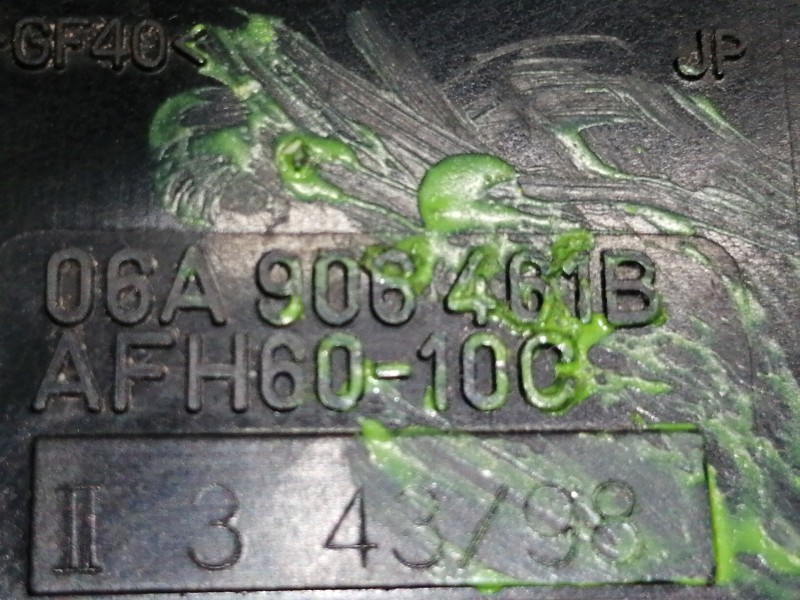 GF40< JP
06A 906 461B
AFH60-10C
II 3 43/98